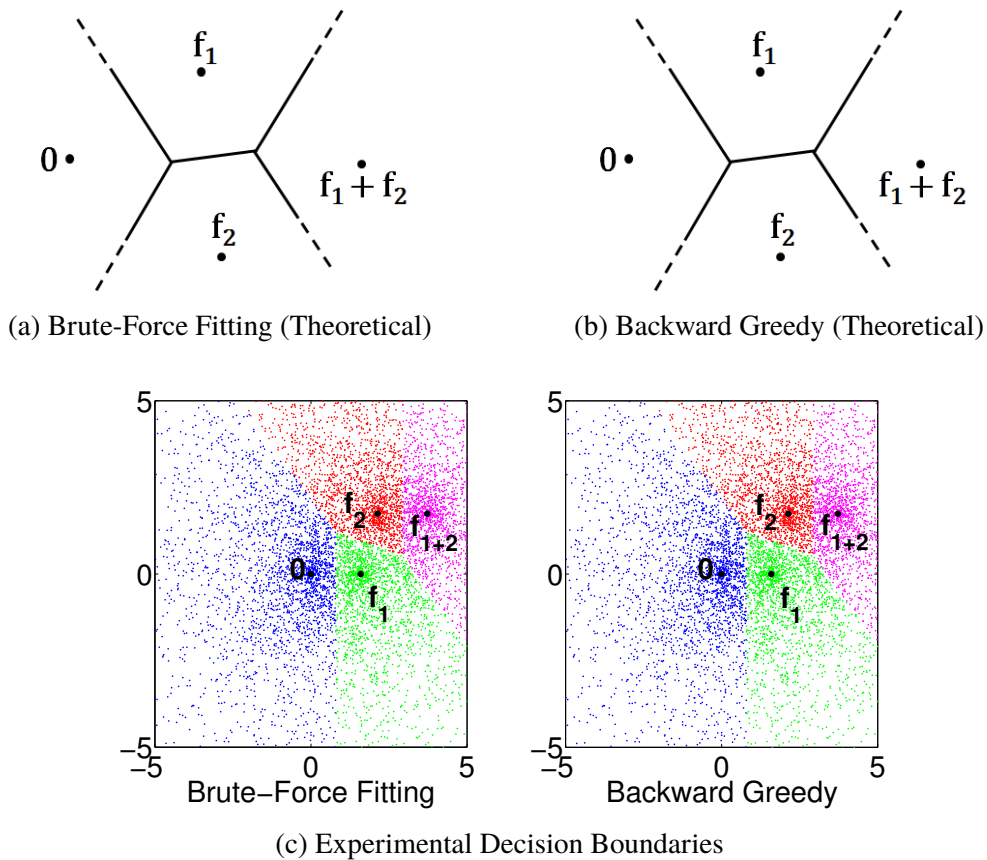 f₁
0
f₁ + f₂
f₂
f₁
0
f₁ + f₂
f₂
(a) Brute-Force Fitting (Theoretical)
(b) Backward Greedy (Theoretical)
5
f₂
f₁₊₂
0
0
f₁
−5
−5
0
5
Brute−Force Fitting
5
f₂
f₁₊₂
0
0
f₁
−5
−5
0
5
Backward Greedy
(c) Experimental Decision Boundaries